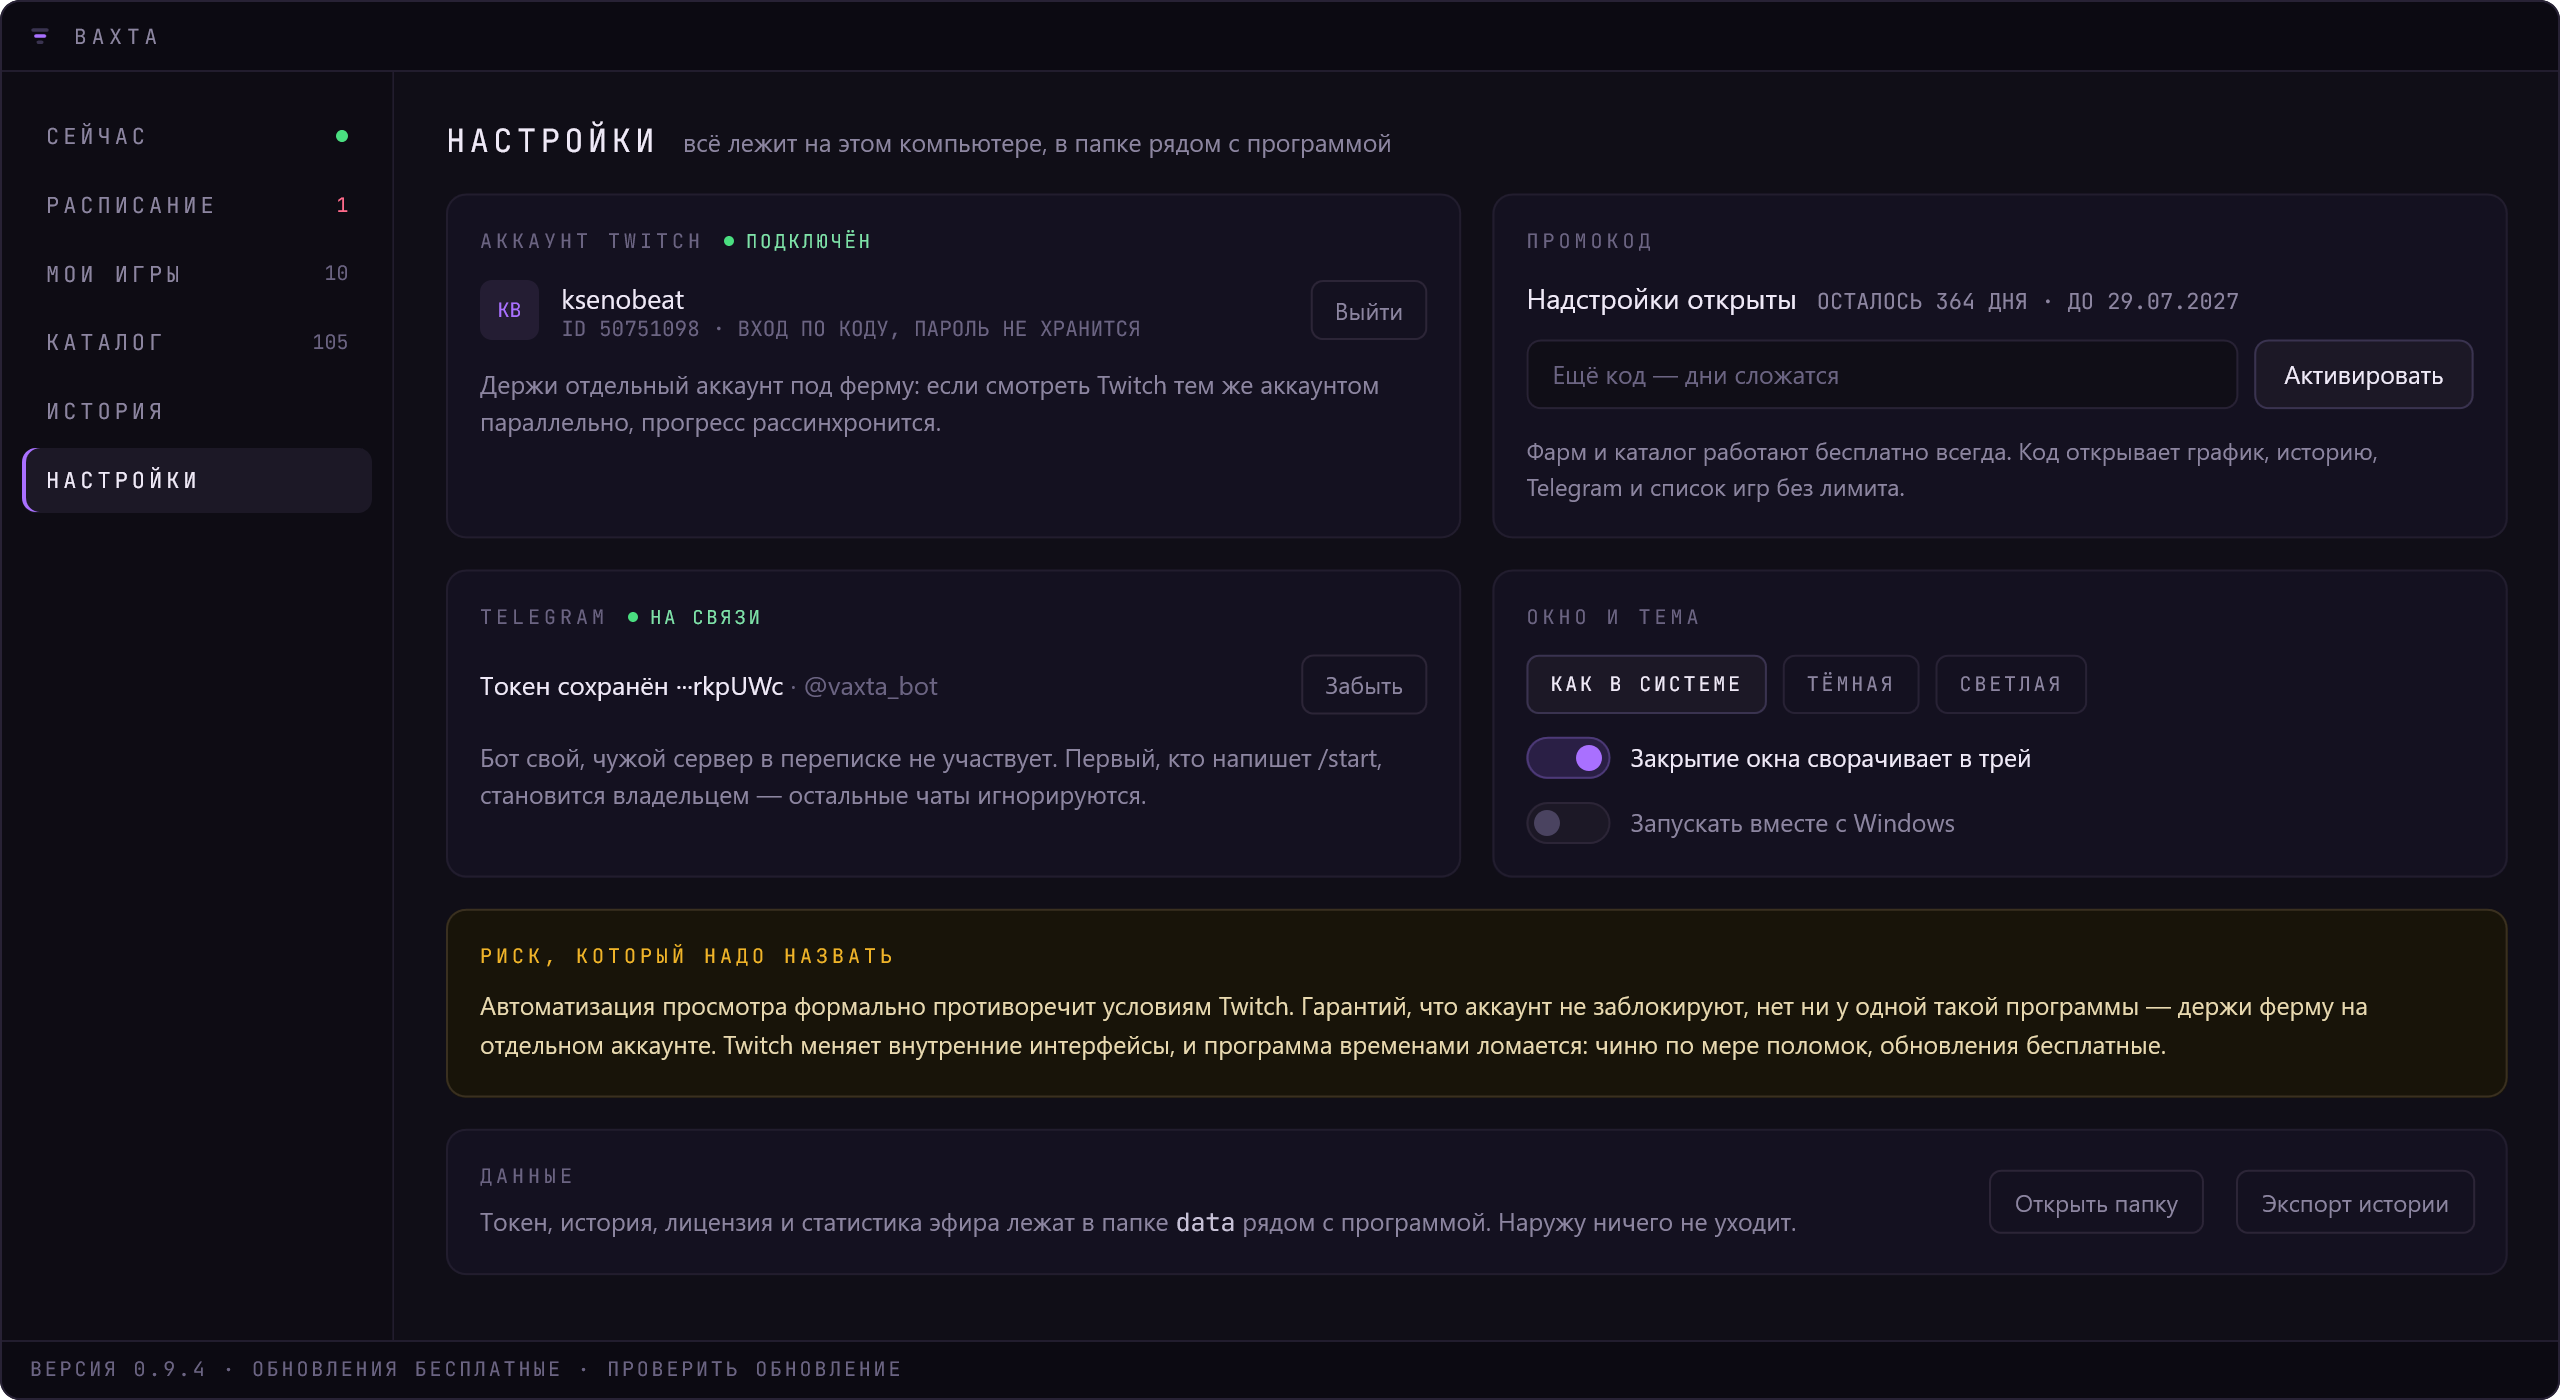 ВАХТА
СЕЙЧАС
РАСПИСАНИЕ 1
МОИ ИГРЫ 10
КАТАЛОГ 105
ИСТОРИЯ
НАСТРОЙКИ
НАСТРОЙКИ всё лежит на этом компьютере, в папке рядом с программой
АККАУНТ TWITCH ПОДКЛЮЧЁН
KB
ksenobeat
ID 50751098 · ВХОД ПО КОДУ, ПАРОЛЬ НЕ ХРАНИТСЯ
Выйти
Держи отдельный аккаунт под ферму: если смотреть Twitch тем же аккаунтом
параллельно, прогресс рассинхронится.
ПРОМОКОД
Надстройки открыты ОСТАЛОСЬ 364 ДНЯ · ДО 29.07.2027
Ещё код — дни сложатся
Активировать
Фарм и каталог работают бесплатно всегда. Код открывает график, историю,
Telegram и список игр без лимита.
TELEGRAM НА СВЯЗИ
Токен сохранён ···rkpUWc · @vaxta_bot
Забыть
Бот свой, чужой сервер в переписке не участвует. Первый, кто напишет /start,
становится владельцем — остальные чаты игнорируются.
ОКНО И ТЕМА
КАК В СИСТЕМЕ ТЁМНАЯ СВЕТЛАЯ
Закрытие окна сворачивает в трей
Запускать вместе с Windows
РИСК, КОТОРЫЙ НАДО НАЗВАТЬ
Автоматизация просмотра формально противоречит условиям Twitch. Гарантий, что аккаунт не заблокируют, нет ни у одной такой программы — держи ферму на
отдельном аккаунте. Twitch меняет внутренние интерфейсы, и программа временами ломается: чиню по мере поломок, обновления бесплатные.
ДАННЫЕ
Токен, история, лицензия и статистика эфира лежат в папке data рядом с программой. Наружу ничего не уходит.
Открыть папку
Экспорт истории
ВЕРСИЯ 0.9.4 · ОБНОВЛЕНИЯ БЕСПЛАТНЫЕ · ПРОВЕРИТЬ ОБНОВЛЕНИЕ